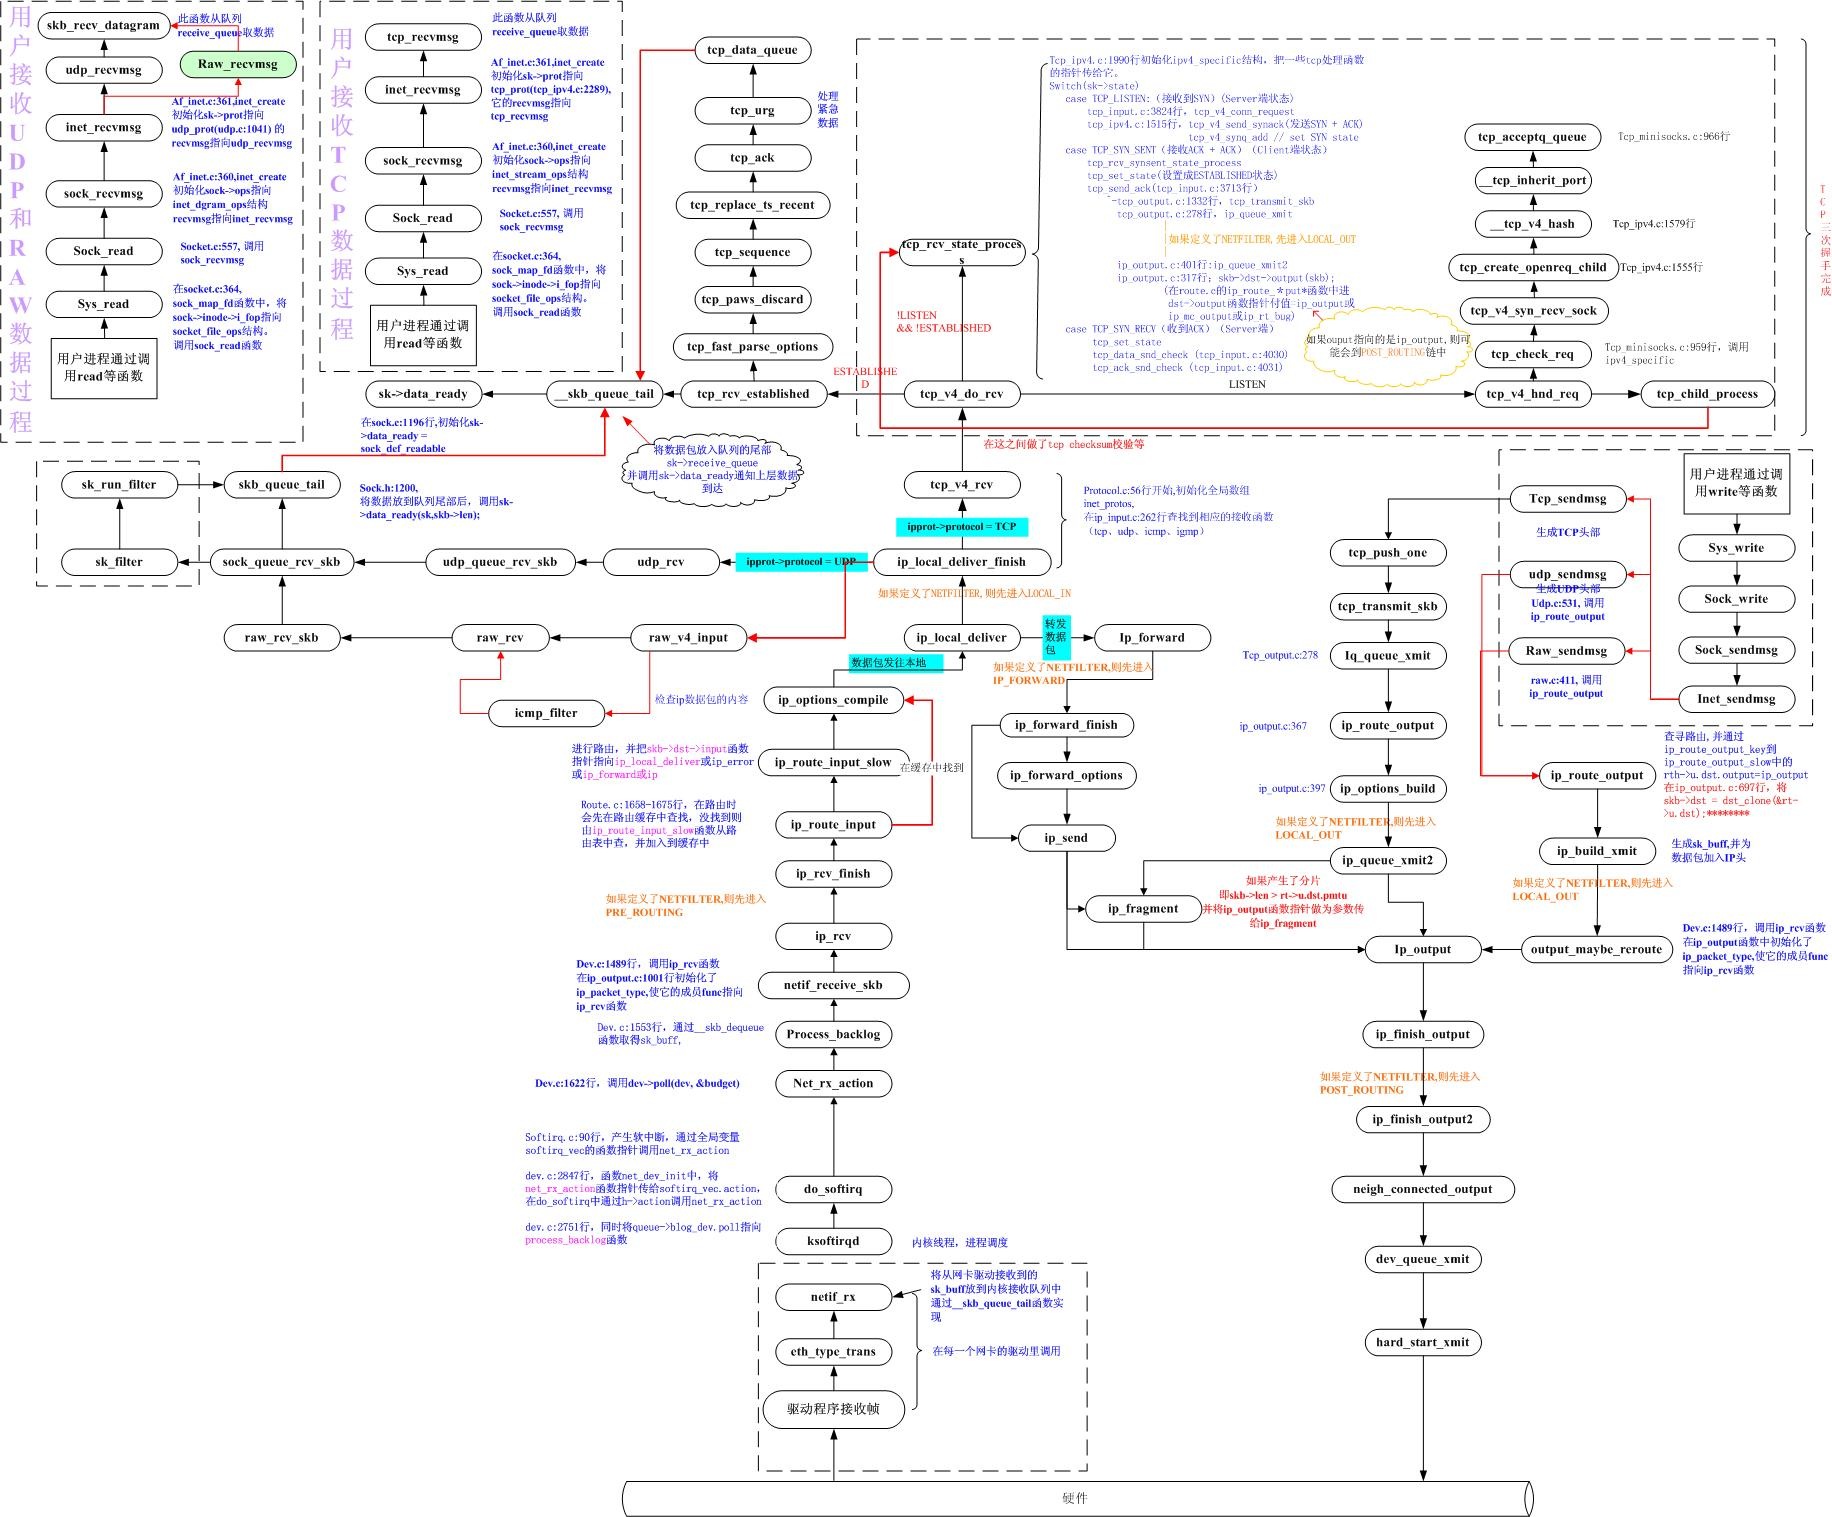 用户接收UDP和RAW数据过程
skb_recv_datagram
此函数从队列
receive_queue取数据
udp_recvmsg
Raw_recvmsg
inet_recvmsg
Af_inet.c:361,inet_create
初始化sk->prot指向
udp_prot(udp.c:1041) 的
recvmsg指向udp_recvmsg
sock_recvmsg
Af_inet.c:360,inet_create
初始化sock->ops指向
inet_dgram_ops结构
recvmsg指向inet_recvmsg
Sock_read
Socket.c:557, 调用
sock_recvmsg
Sys_read
在socket.c:364,
sock_map_fd函数中，将
sock->inode->i_fop指向
socket_file_ops结构。
调用sock_read函数
用户进程通过调
用read等函数
用户接收TCP数据过程
tcp_recvmsg
此函数从队列
receive_queue取数据
inet_recvmsg
Af_inet.c:361,inet_create
初始化sk->prot指向
tcp_prot(tcp_ipv4.c:2289),
它的recvmsg指向
tcp_recvmsg
sock_recvmsg
Af_inet.c:360,inet_create
初始化sock->ops指向
inet_stream_ops结构
recvmsg指向inet_recvmsg
Sock_read
Socket.c:557, 调用
sock_recvmsg
Sys_read
在socket.c:364,
sock_map_fd函数中，将
sock->inode->i_fop指向
socket_file_ops结构。
调用sock_read函数
用户进程通过调
用read等函数
tcp_data_queue
tcp_urg
处理
紧急
数据
tcp_ack
tcp_replace_ts_recent
tcp_sequence
tcp_paws_discard
tcp_fast_parse_options
tcp_rcv_established
__skb_queue_tail
sk->data_ready
ESTABLISHE
D
tcp_v4_do_rcv
!LISTEN
&& !ESTABLISHED
tcp_rcv_state_proces
s
Tcp_ipv4.c:1990行初始化ipv4_specific结构，把一些tcp处理函数
的指针传给它。
Switch(sk->state)
case TCP_LISTEN:（接收到SYN）(Server端状态)
tcp_input.c:3824行，tcp_v4_conn_request
tcp_ipv4.c:1515行，tcp_v4_send_synack(发送SYN + ACK)
tcp_v4_synq_add // set SYN state
case TCP_SYN_SENT（接收ACK + ACK）（Client端状态）
tcp_rcv_synsent_state_process
tcp_set_state(设置成ESTABLISHED状态)
tcp_send_ack(tcp_input.c:3713行)
-tcp_output.c:1332行，tcp_transmit_skb
tcp_output.c:278行，ip_queue_xmit
如果定义了NETFILTER,先进入LOCAL_OUT
ip_output.c:401行:ip_queue_xmit2
ip_output.c:317行；skb->dst->output(skb);
(在route.c的ip_route_*put*函数中进
dst->output函数指针付值=ip_output或
ip_mc_output或ip_rt_bug)
case TCP_SYN_RECV（收到ACK）（Server端）
tcp_set_state
tcp_data_snd_check (tcp_input.c:4030)
tcp_ack_snd_check (tcp_input.c:4031)
如果ouput指向的是ip_output,则可
能会到POST_ROUTING链中
LISTEN
tcp_acceptq_queue
Tcp_minisocks.c:966行
__tcp_inherit_port
__tcp_v4_hash
Tcp_ipv4.c:1579行
tcp_create_openreq_child
Tcp_ipv4.c:1555行
tcp_v4_syn_recv_sock
tcp_check_req
Tcp_minisocks.c:959行，调用
ipv4_specific
tcp_v4_hnd_req
tcp_child_process
TCP三次握手完成
在这之间做了tcp checksum校验等
在sock.c:1196行,初始化sk-
>data_ready =
sock_def_readable
将数据包放入队列的尾部
sk->receive_queue
并调用sk->data_ready通知上层数据
到达
Sock.h:1200,
将数据放到队列尾部后，调用sk-
>data_ready(sk,skb->len);
sk_run_filter
skb_queue_tail
sk_filter
sock_queue_rcv_skb
udp_queue_rcv_skb
udp_rcv
ipprot->protocol = UDP
tcp_v4_rcv
ipprot->protocol = TCP
Protocol.c:56行开始,初始化全局数组
inet_protos,
在ip_input.c:262行查找到相应的接收函数
（tcp、udp、icmp、igmp）
ip_local_deliver_finish
如果定义了NETFILTER,则先进入LOCAL_IN
raw_rcv_skb
raw_rcv
raw_v4_input
icmp_filter
检查ip数据包的内容
ip_local_deliver
转发
数据
包
Ip_forward
数据包发往本地
如果定义了NETFILTER,则先进入
IP_FORWARD
ip_options_compile
ip_forward_finish
ip_forward_options
ip_send
进行路由，并把skb->dst->input函数
指针指向ip_local_deliver或ip_error
或ip_forward或ip
ip_route_input_slow
在缓存中找到
Route.c:1658-1675行，在路由时
会先在路由缓存中查找，没找到则
由ip_route_input_slow函数从路
由表中查，并加入到缓存中
ip_route_input
ip_rcv_finish
如果定义了NETFILTER,则先进入
PRE_ROUTING
ip_rcv
Dev.c:1489行，调用ip_rcv函数
在ip_output.c:1001行初始化了
ip_packet_type,使它的成员func指向
ip_rcv函数
netif_receive_skb
Dev.c:1553行，通过__skb_dequeue
函数取得sk_buff,
Process_backlog
Dev.c:1622行，调用dev->poll(dev, &budget)
Net_rx_action
Softirq.c:90行，产生软中断，通过全局变量
softirq_vec的函数指针调用net_rx_action
dev.c:2847行，函数net_dev_init中，将
net_rx_action函数指针传给softirq_vec.action,
在do_softirq中通过h->action调用net_rx_action
do_softirq
dev.c:2751行，同时将queue->blog_dev.poll指向
process_backlog函数
ksoftirqd
内核线程，进程调度
netif_rx
将从网卡驱动接收到的
sk_buff放到内核接收队列中
通过__skb_queue_tail函数实
现
eth_type_trans
在每一个网卡的驱动里调用
驱动程序接收帧
硬件
用户进程通过调
用write等函数
Sys_write
Sock_write
Sock_sendmsg
Inet_sendmsg
Tcp_sendmsg
生成TCP头部
udp_sendmsg
生成UDP头部
Udp.c:531, 调用
ip_route_output
Raw_sendmsg
raw.c:411, 调用
ip_route_output
tcp_push_one
tcp_transmit_skb
Tcp_output.c:278
Iq_queue_xmit
ip_output.c:367
ip_route_output
ip_output.c:397
ip_options_build
如果定义了NETFILTER,则先进入
LOCAL_OUT
ip_queue_xmit2
ip_fragment
如果产生了分片
即skb->len > rt->u.dst.pmtu
并将ip_output函数指针做为参数传
给ip_fragment
ip_route_output
查寻路由,并通过
ip_route_output_key到
ip_route_output_slow中的
rth->u.dst.output=ip_output
在ip_output.c:697行，将
skb->dst = dst_clone(&rt-
>u.dst);********
ip_build_xmit
生成sk_buff,并为
数据包加入IP头
如果定义了NETFILTER,则先进入
LOCAL_OUT
output_maybe_reroute
Dev.c:1489行，调用ip_rcv函数
在ip_output函数中初始化了
ip_packet_type,使它的成员func
指向ip_rcv函数
Ip_output
ip_finish_output
如果定义了NETFILTER,则先进入
POST_ROUTING
ip_finish_output2
neigh_connected_output
dev_queue_xmit
hard_start_xmit